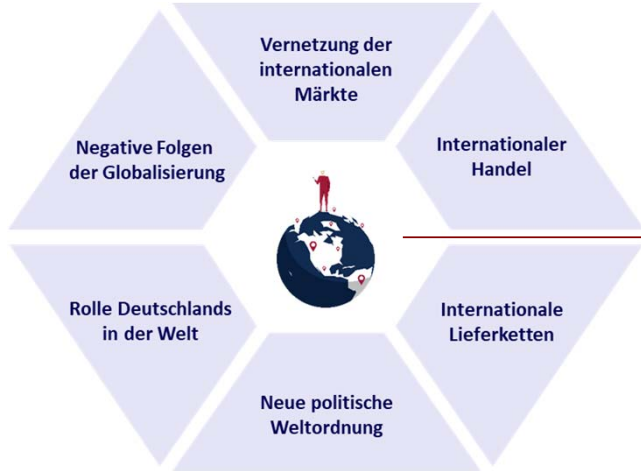 Vernetzung der
internationalen
Märkte
Internationaler
Handel
Internationale
Lieferketten
Neue politische
Weltordnung
Rolle Deutschlands
in der Welt
Negative Folgen
der Globalisierung